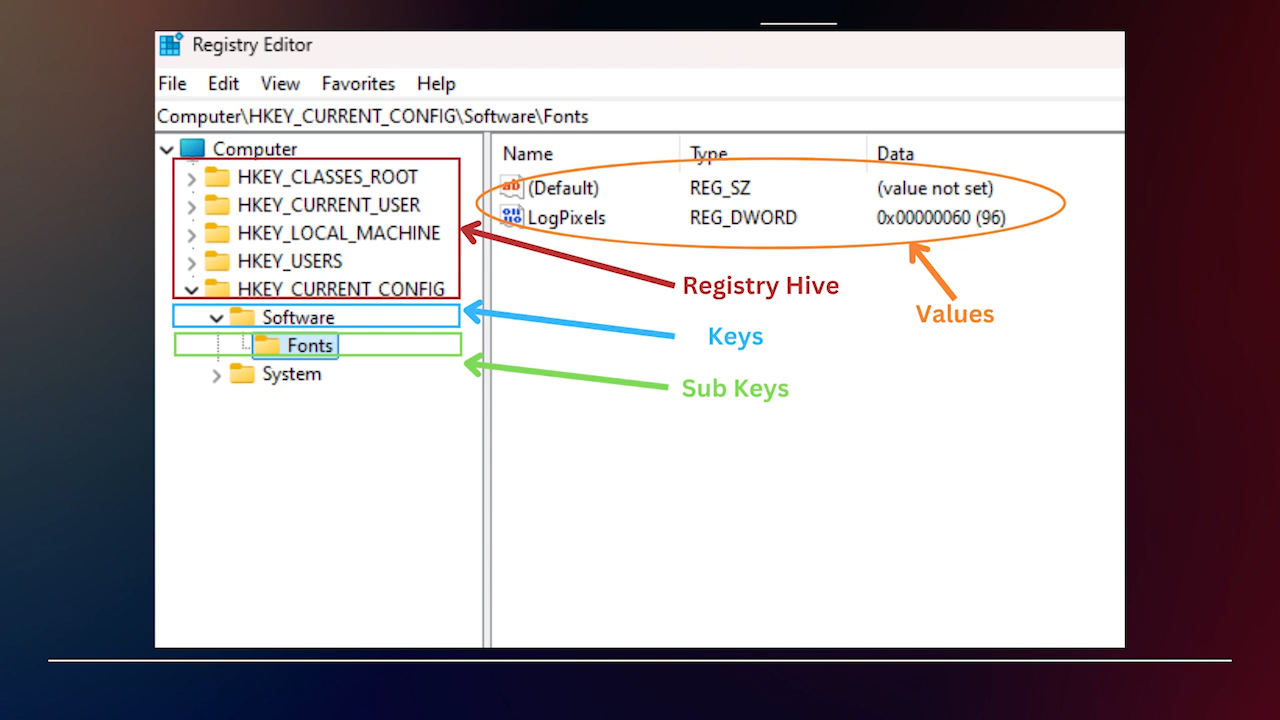 Registry Editor
File Edit View Favorites Help
Computer\HKEY_CURRENT_CONFIG\Software\Fonts
Computer
HKEY_CLASSES_ROOT
HKEY_CURRENT_USER
HKEY_LOCAL_MACHINE
HKEY_USERS
HKEY_CURRENT_CONFIG
Software
Fonts
System
Name Type Data
ab (Default) REG_SZ (value not set)
LogPixels REG_DWORD 0x00000060 (96)
Registry Hive
Values
Keys
Sub Keys